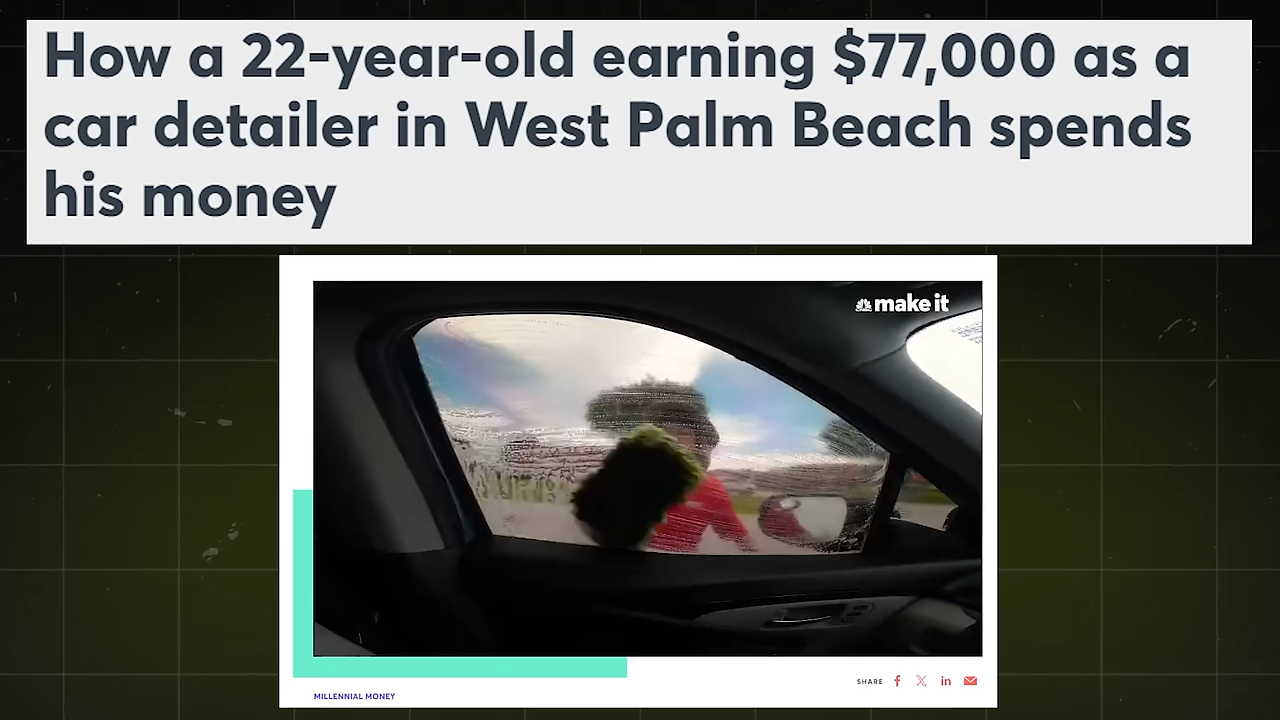 How a 22-year-old earning $77,000 as a
car detailer in West Palm Beach spends
his money
make it
SHARE
MILLENNIAL MONEY